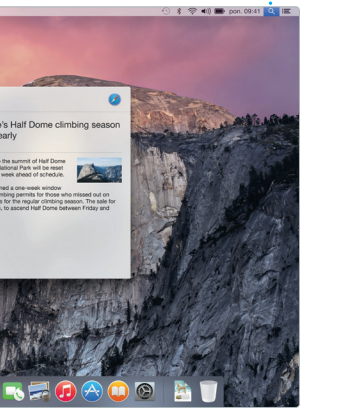 pon. 09:41
's Half Dome climbing season
early
the summit of Half Dome
National Park will be reset
week ahead of schedule.
ned a one-week window
mbing permits for those who missed out on
s for the regular climbing season. The sale for
, to ascend Half Dome between Friday and